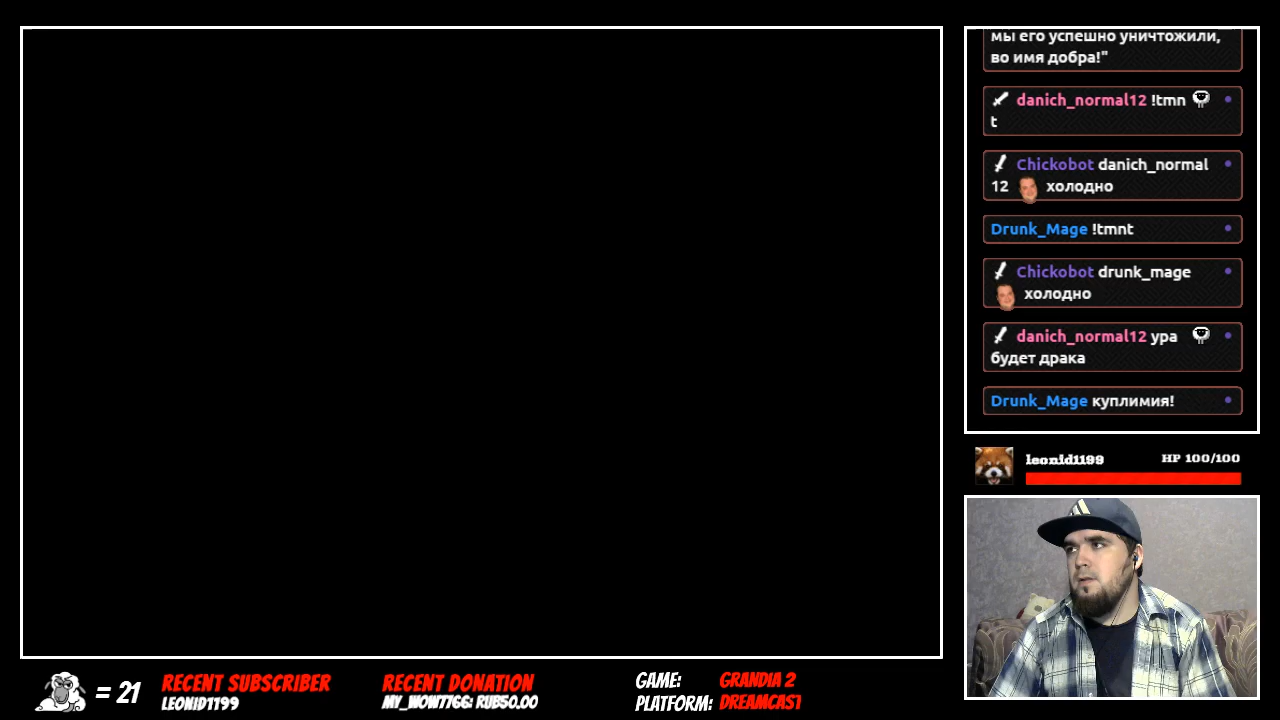 мы его успешно уничтожили,
во имя добра!"
danich_normal12 !tmn
t
Chickobot danich_normal
12 холодно
Drunk_Mage !tmnt
Chickobot drunk_mage
холодно
danich_normal12 ура
будет драка
Drunk_Mage куплимия!
leonid1199 HP 100/100
= 21
RECENT SUBSCRIBER
LEONID1199
RECENT DONATION
MY_WOW7766: RUB50.00
GAME: GRANDIA 2
PLATFORM: DREAMCAST